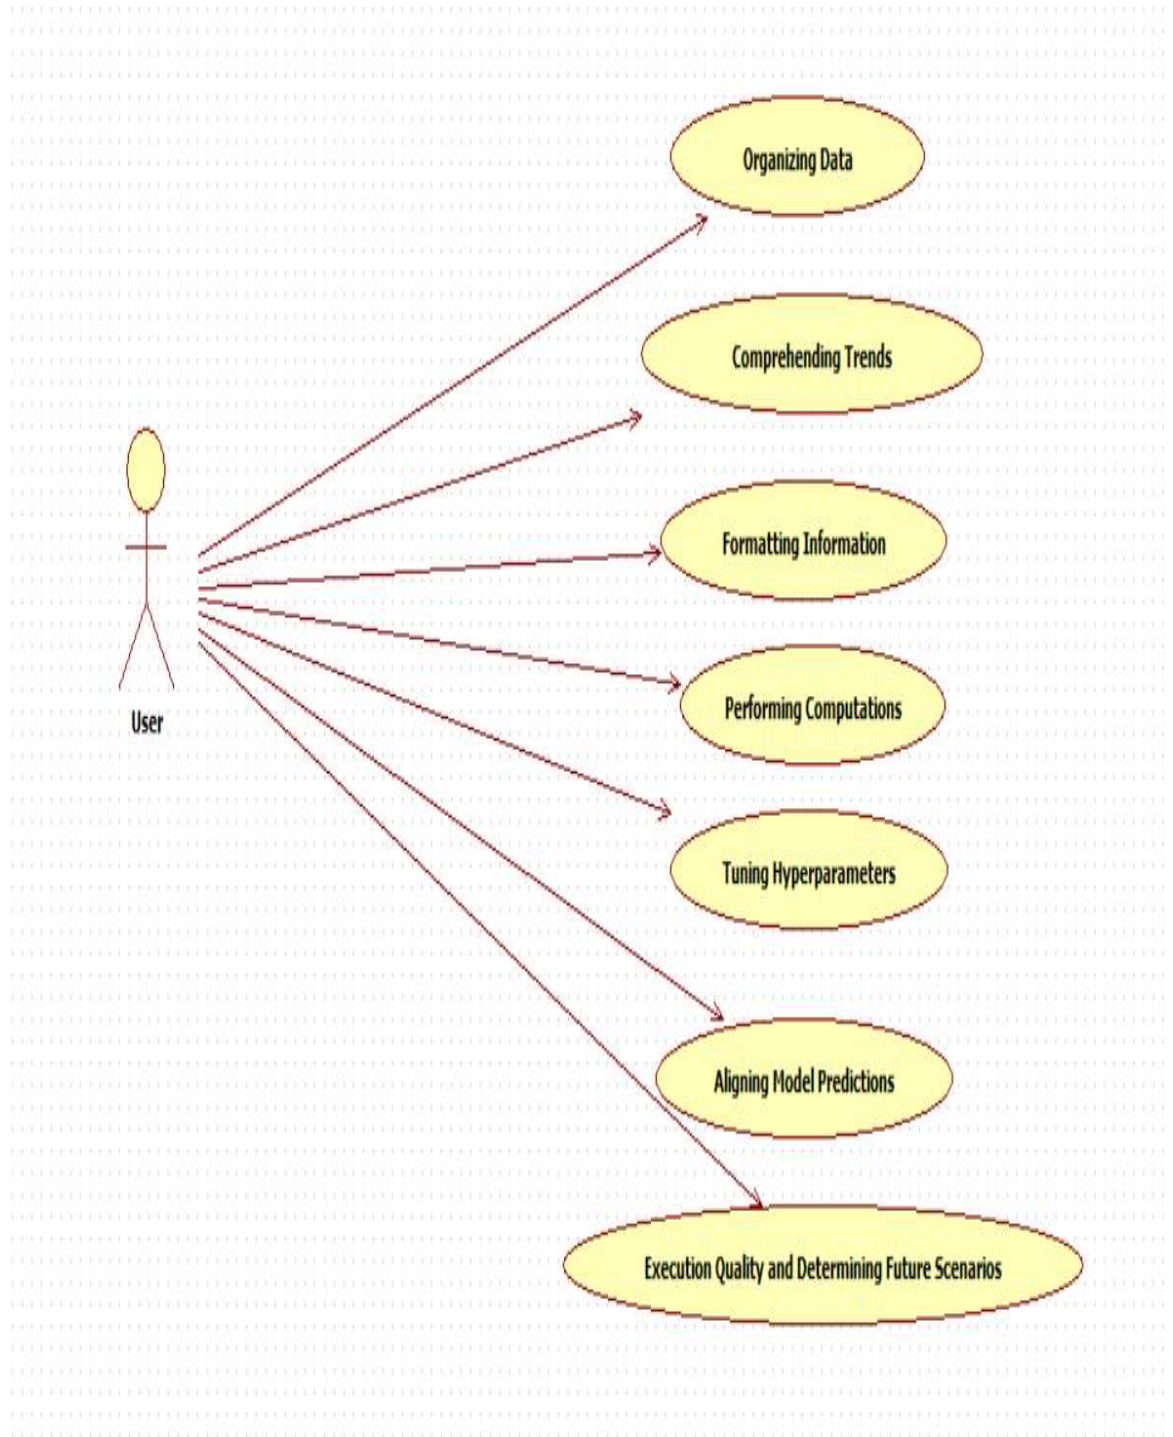 Organizing Data
Comprehending Trends
Formatting Information
Performing Computations
User
Tuning Hyperparameters
Aligning Model Predictions
Execution Quality and Determining Future Scenarios